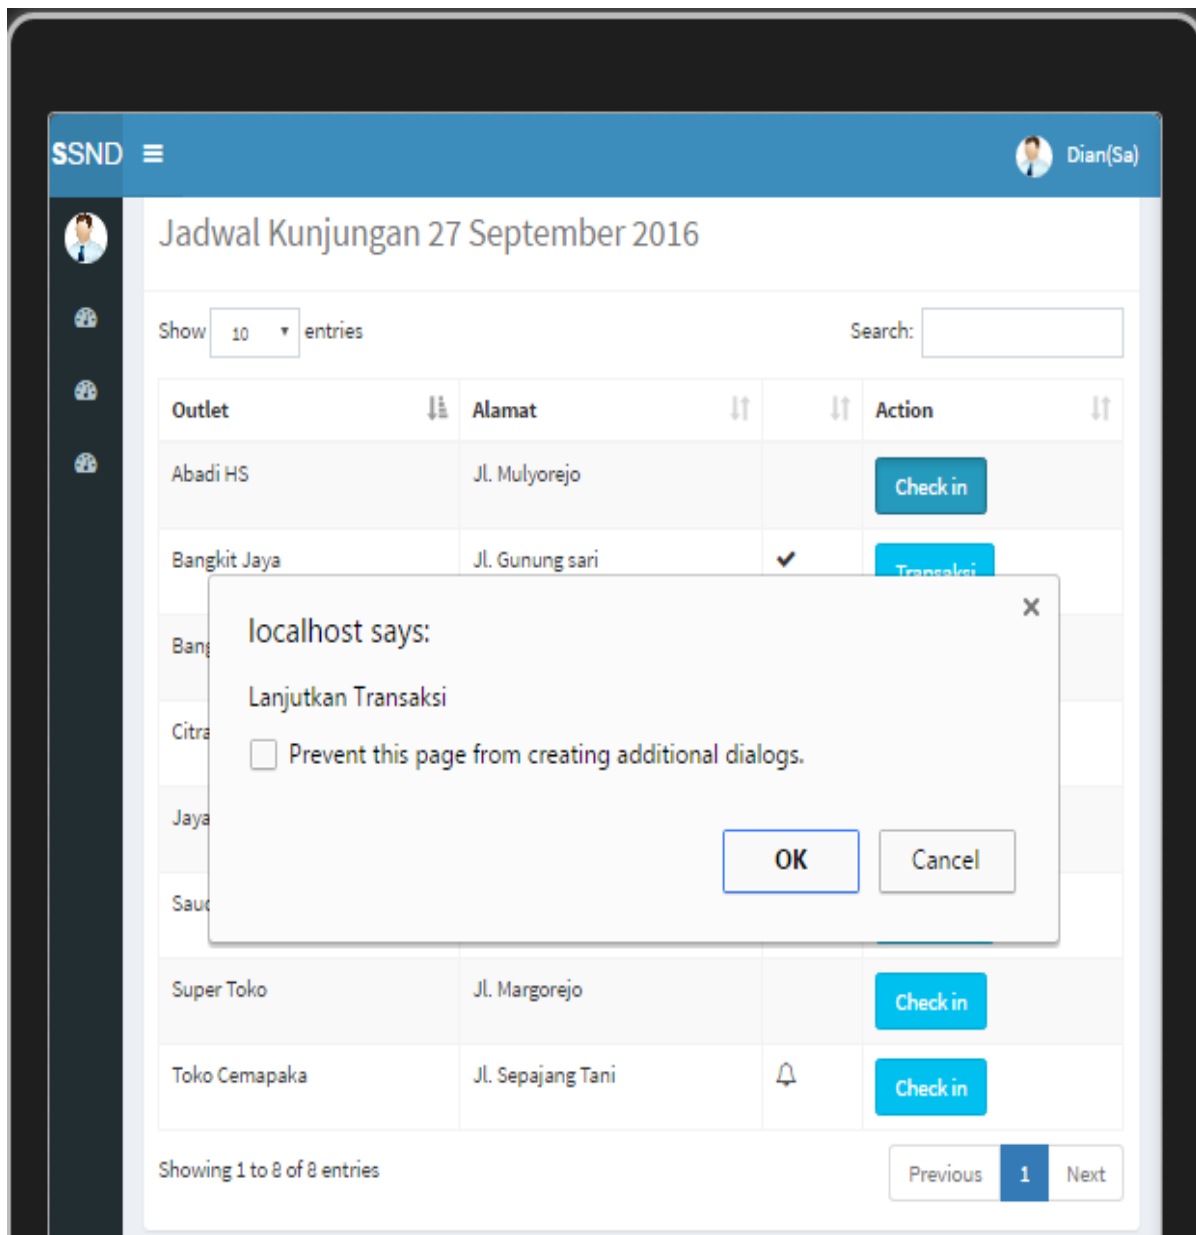 SSND Dian(Sa)
Jadwal Kunjungan 27 September 2016
Show 10 entries Search:
Outlet Alamat Action
Abadi HS Jl. Mulyorejo Check in
Bangkit Jaya Jl. Gunung sari Transaksi
localhost says:
Lanjutkan Transaksi
Prevent this page from creating additional dialogs.
OK Cancel
Citra
Jaya
Super Toko Jl. Margorejo Check in
Toko Cemapaka Jl. Sepajang Tani Check in
Showing 1 to 8 of 8 entries Previous 1 Next